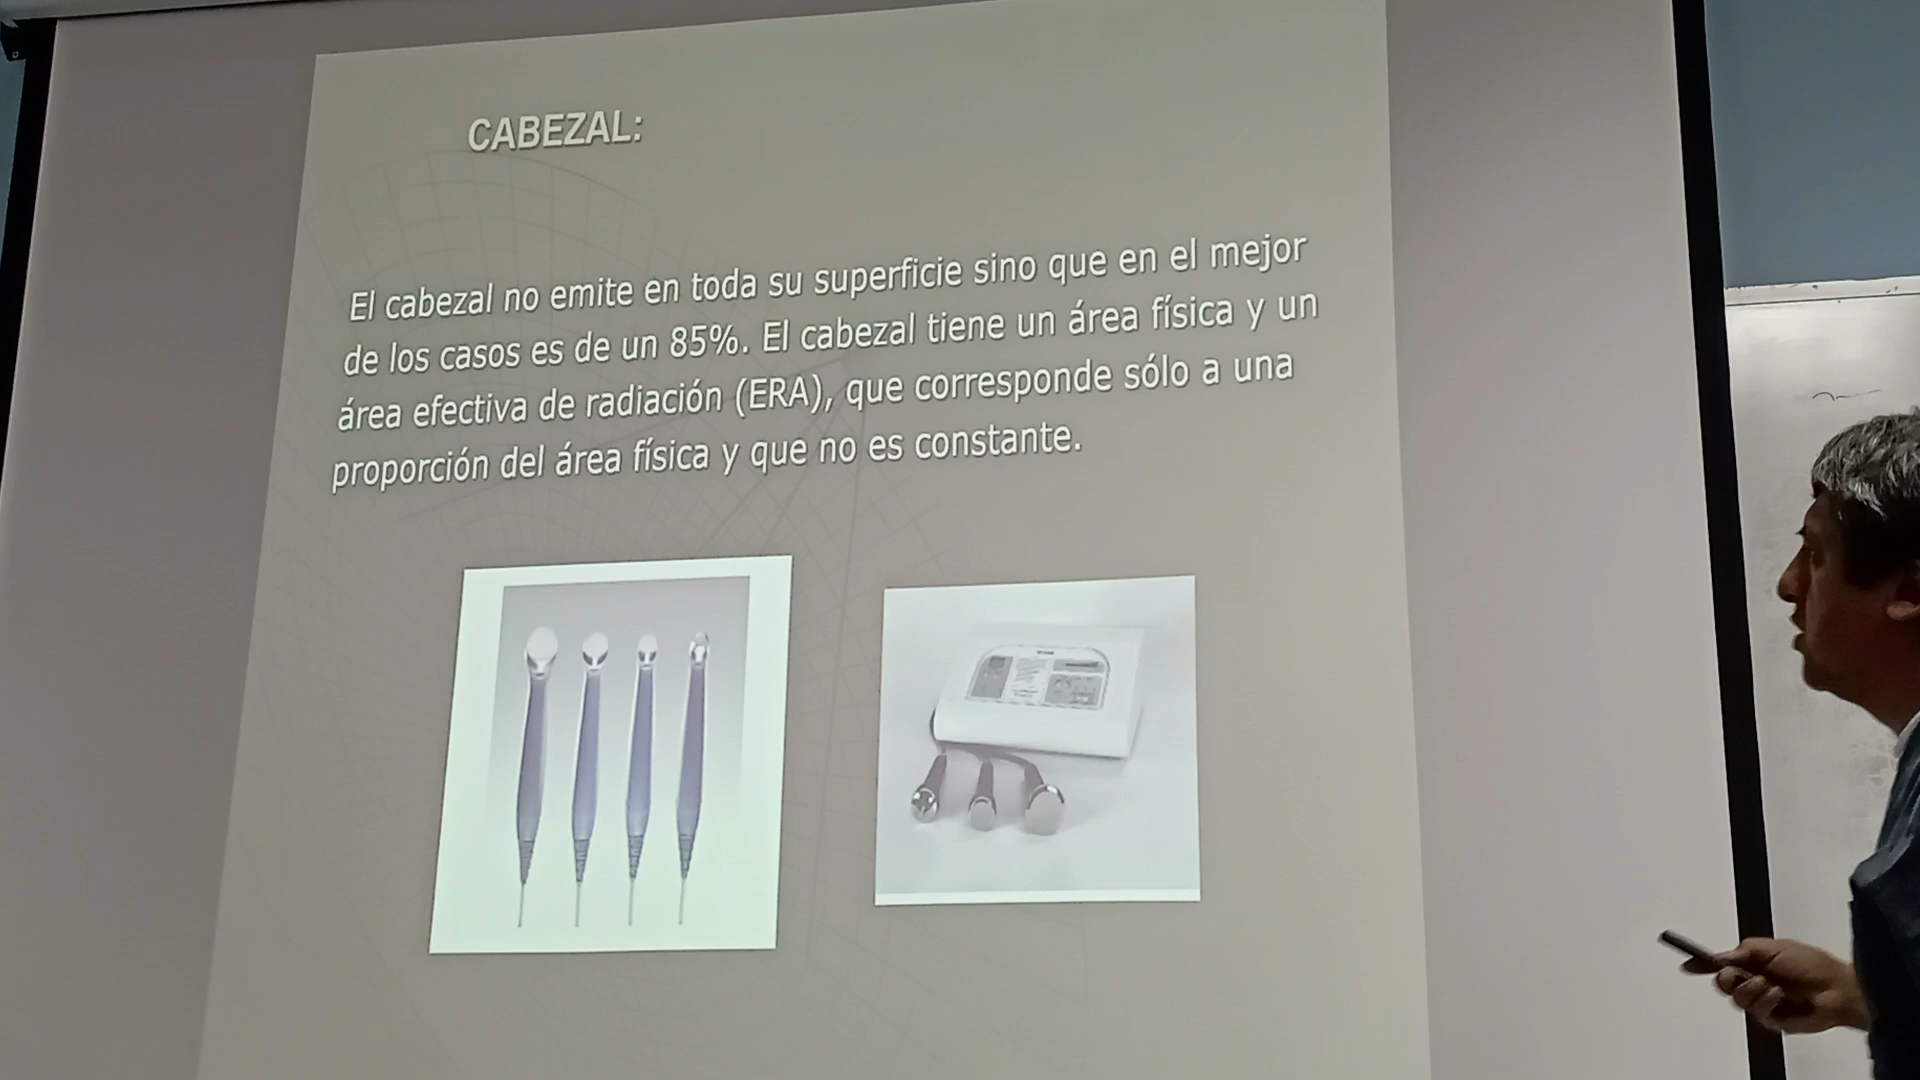 CABEZAL:
El cabezal no emite en toda su superficie sino que en el mejor
de los casos es de un 85%. El cabezal tiene un área física y un
área efectiva de radiación (ERA), que corresponde sólo a una
proporción del área física y que no es constante.